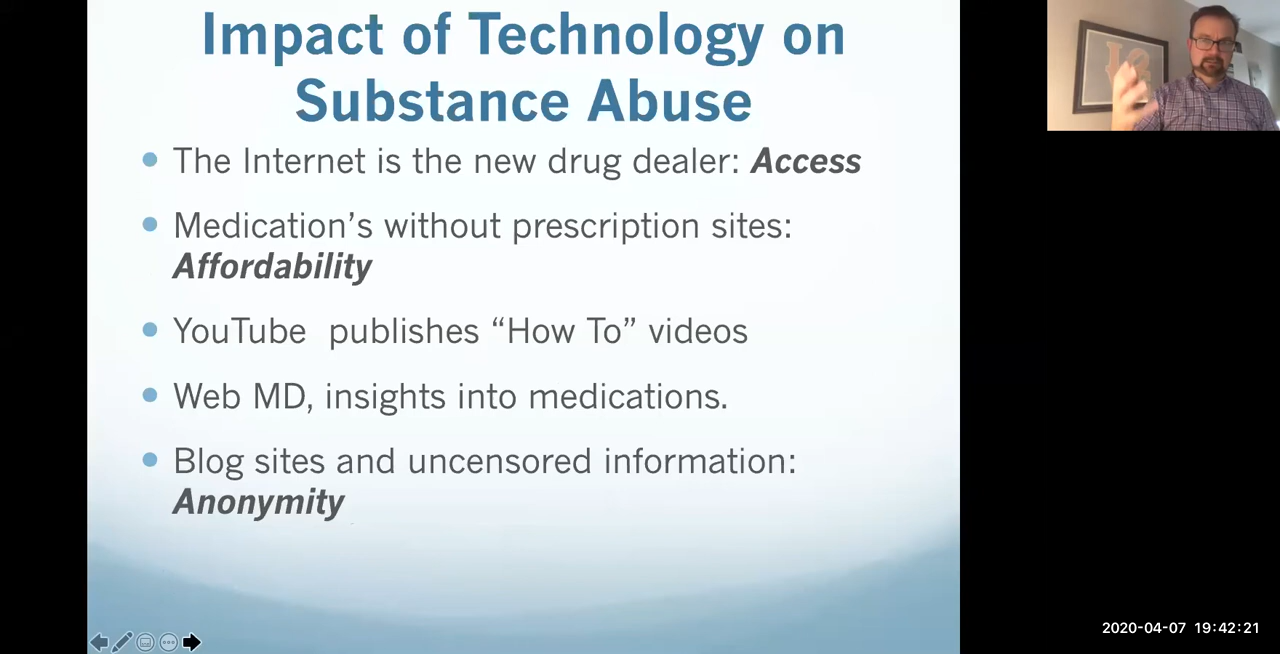 Impact of Technology on
Substance Abuse
The Internet is the new drug dealer: Access
Medication’s without prescription sites:
Affordability
YouTube  publishes “How To” videos
Web MD, insights into medications.
Blog sites and uncensored information:
Anonymity
2020-04-07 19:42:21